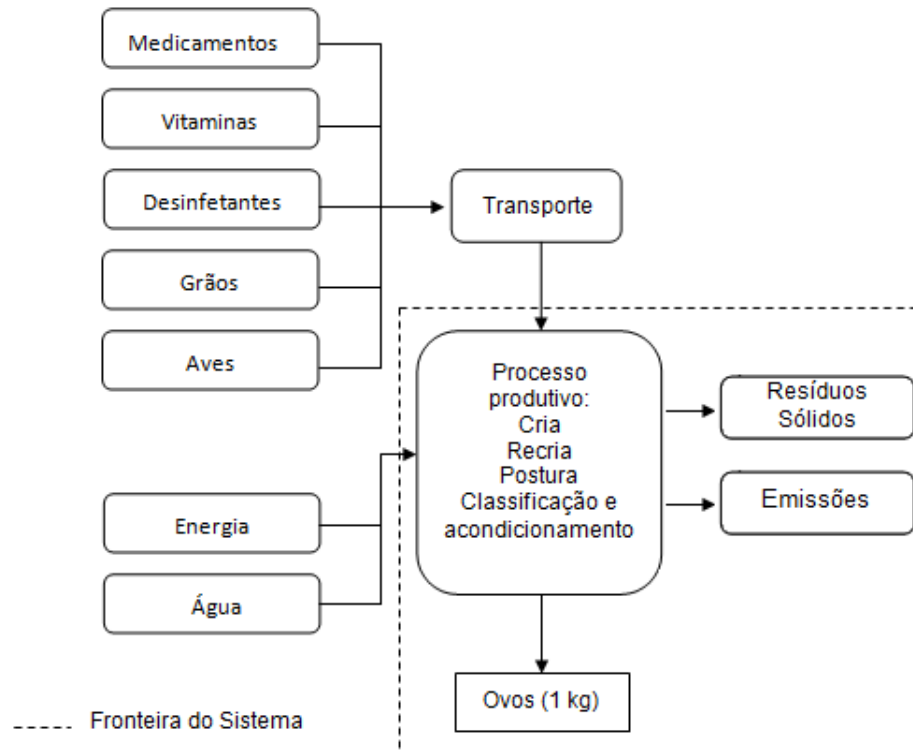 Medicamentos
Vitaminas
Desinfetantes
Grãos
Aves
Transporte
Processo
produtivo:
Cria
Recria
Postura
Classificação e
acondicionamento
Resíduos
Sólidos
Emissões
Energia
Água
Ovos (1 kg)
Fronteira do Sistema